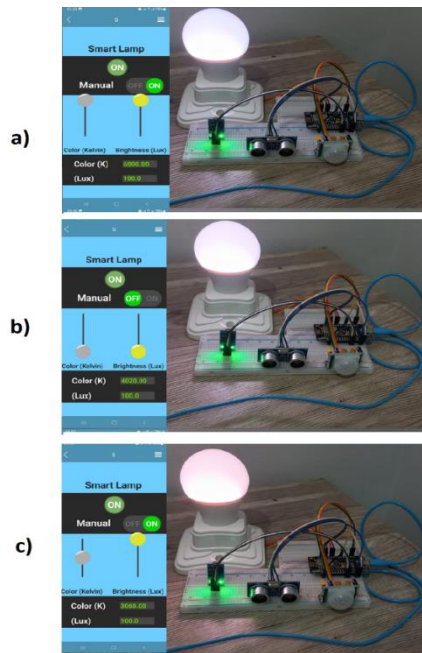 a)
Smart Lamp
ON
Manual OFF ON
Color (Kelvin) Brightness (Lux)
Color (K)
(Lux) 100.0
b)
Smart Lamp
ON
Manual OFF ON
Color (Kelvin) Brightness (Lux)
Color (K) 4020.00
(Lux) 100.0
c)
Smart Lamp
ON
Manual OFF ON
Color (Kelvin) Brightness (Lux)
Color (K)
(Lux) 100.0